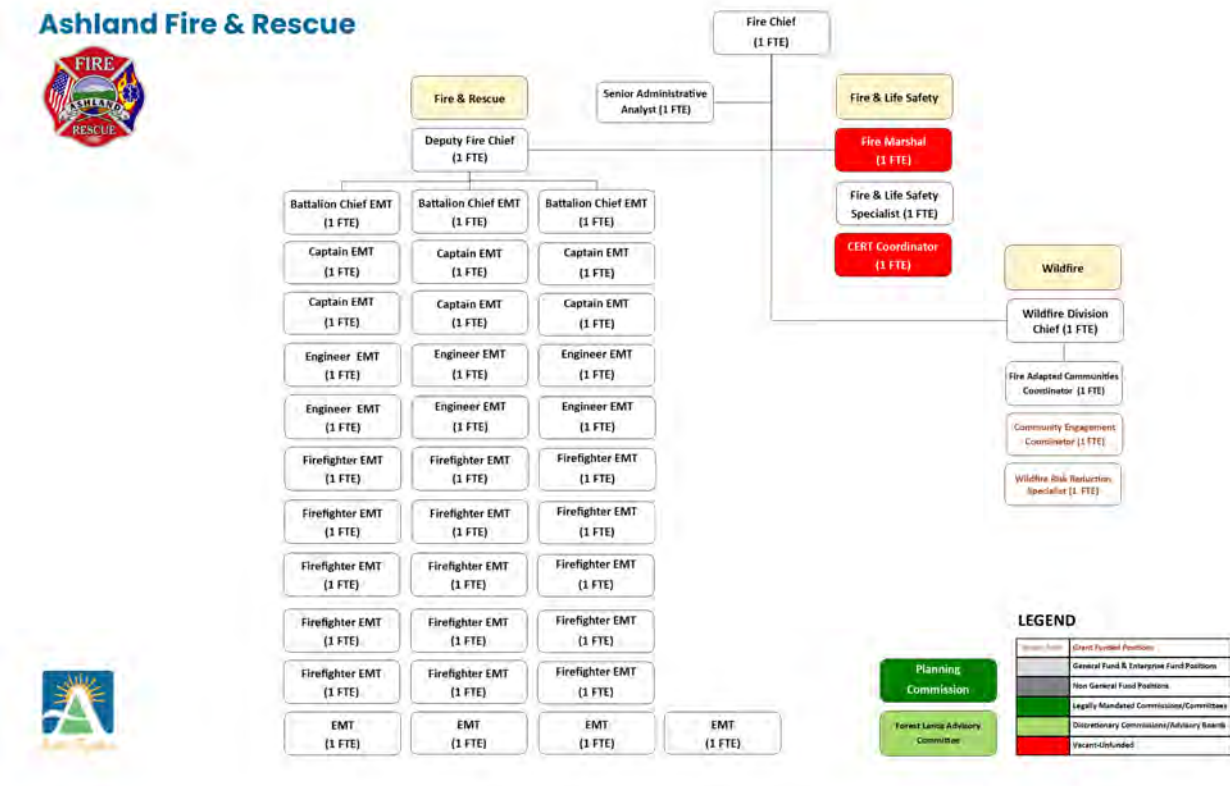 Ashland Fire & Rescue
FIRE
ASHLAND
RESCUE
Fire Chief
(1 FTE)
Senior Administrative
Analyst (1 FTE)
Fire & Rescue
Deputy Fire Chief
(1 FTE)
Battalion Chief EMT
(1 FTE)
Captain EMT
(1 FTE)
Captain EMT
(1 FTE)
Engineer EMT
(1 FTE)
Engineer EMT
(1 FTE)
Firefighter EMT
(1 FTE)
Firefighter EMT
(1 FTE)
Firefighter EMT
(1 FTE)
Firefighter EMT
(1 FTE)
Firefighter EMT
(1 FTE)
EMT
(1 FTE)
Battalion Chief EMT
(1 FTE)
Captain EMT
(1 FTE)
Captain EMT
(1 FTE)
Engineer EMT
(1 FTE)
Engineer EMT
(1 FTE)
Firefighter EMT
(1 FTE)
Firefighter EMT
(1 FTE)
Firefighter EMT
(1 FTE)
Firefighter EMT
(1 FTE)
Firefighter EMT
(1 FTE)
EMT
(1 FTE)
Battalion Chief EMT
(1 FTE)
Captain EMT
(1 FTE)
Captain EMT
(1 FTE)
Engineer EMT
(1 FTE)
Engineer EMT
(1 FTE)
Firefighter EMT
(1 FTE)
Firefighter EMT
(1 FTE)
Firefighter EMT
(1 FTE)
Firefighter EMT
(1 FTE)
Firefighter EMT
(1 FTE)
EMT
(1 FTE)
EMT
(1 FTE)
Fire & Life Safety
Fire Marshal
(1 FTE)
Fire & Life Safety
Specialist (1 FTE)
CERT Coordinator
(1 FTE)
Wildfire
Wildfire Division
Chief (1 FTE)
Fire Adapted Communities
Coordinator (1 FTE)
Community Engagement
Coordinator (1 FTE)
Wildfire Risk Reduction
Specialist (1 FTE)
Planning
Commission
Forest Lands Advisory
Committee
LEGEND
Grant Funded Positions
General Fund & Enterprise Fund Positions
Non General Fund Positions
Legally Mandated Commissions/Committees
Discretionary Commissions/Advisory Boards
Vacant-Unfunded